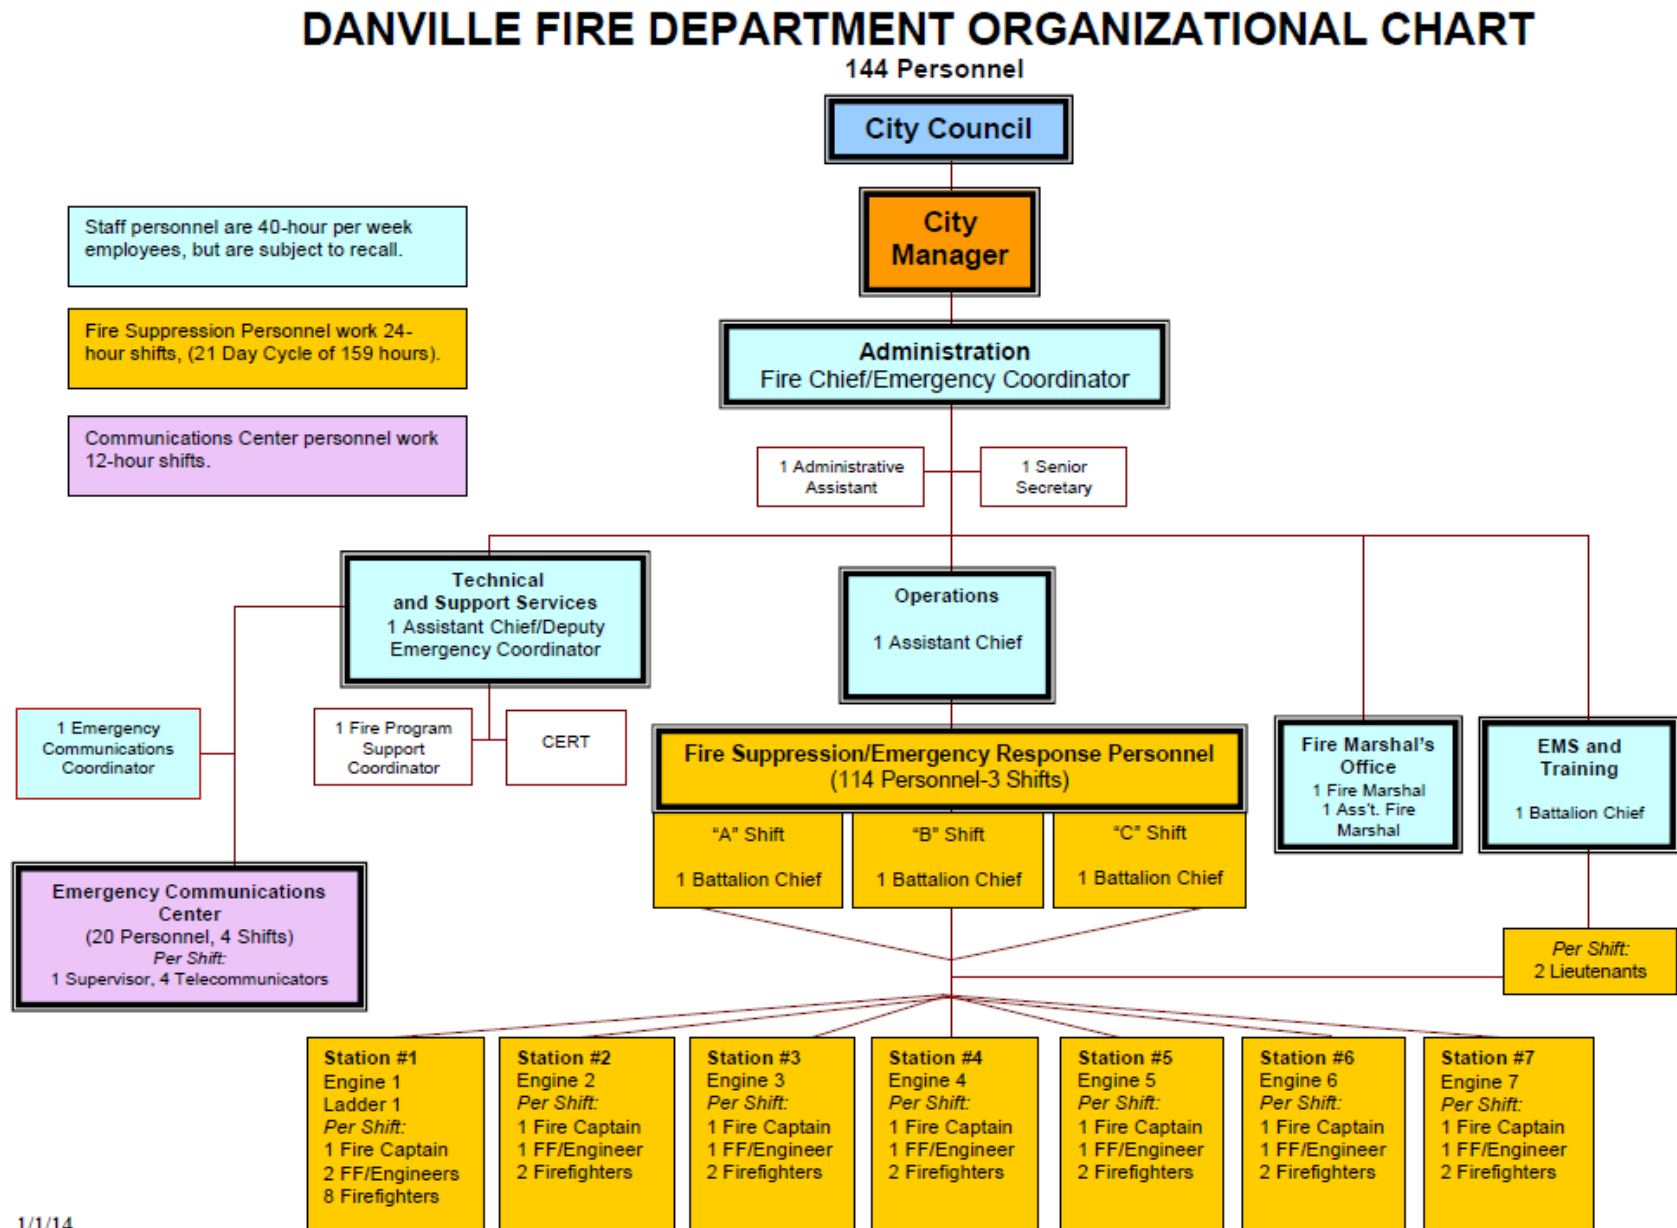 DANVILLE FIRE DEPARTMENT ORGANIZATIONAL CHART
144 Personnel
City Council
City
Manager
Staff personnel are 40-hour per week
employees, but are subject to recall.
Fire Suppression Personnel work 24-
hour shifts, (21 Day Cycle of 159 hours).
Communications Center personnel work
12-hour shifts.
Administration
Fire Chief/Emergency Coordinator
1 Administrative
Assistant
1 Senior
Secretary
Technical
and Support Services
1 Assistant Chief/Deputy
Emergency Coordinator
Operations
1 Assistant Chief
1 Emergency
Communications
Coordinator
1 Fire Program
Support
Coordinator
CERT
Fire Suppression/Emergency Response Personnel
(114 Personnel-3 Shifts)
"A" Shift
1 Battalion Chief
"B" Shift
1 Battalion Chief
"C" Shift
1 Battalion Chief
Fire Marshal's
Office
1 Fire Marshal
1 Ass't. Fire
Marshal
EMS and
Training
1 Battalion Chief
Emergency Communications
Center
(20 Personnel, 4 Shifts)
Per Shift:
1 Supervisor, 4 Telecommunicators
Per Shift:
2 Lieutenants
Station #1
Engine 1
Ladder 1
Per Shift:
1 Fire Captain
2 FF/Engineers
8 Firefighters
Station #2
Engine 2
Per Shift:
1 Fire Captain
1 FF/Engineer
2 Firefighters
Station #3
Engine 3
Per Shift:
1 Fire Captain
1 FF/Engineer
2 Firefighters
Station #4
Engine 4
Per Shift:
1 Fire Captain
1 FF/Engineer
2 Firefighters
Station #5
Engine 5
Per Shift:
1 Fire Captain
1 FF/Engineer
2 Firefighters
Station #6
Engine 6
Per Shift:
1 Fire Captain
1 FF/Engineer
2 Firefighters
Station #7
Engine 7
Per Shift:
1 Fire Captain
1 FF/Engineer
2 Firefighters
1/1/14